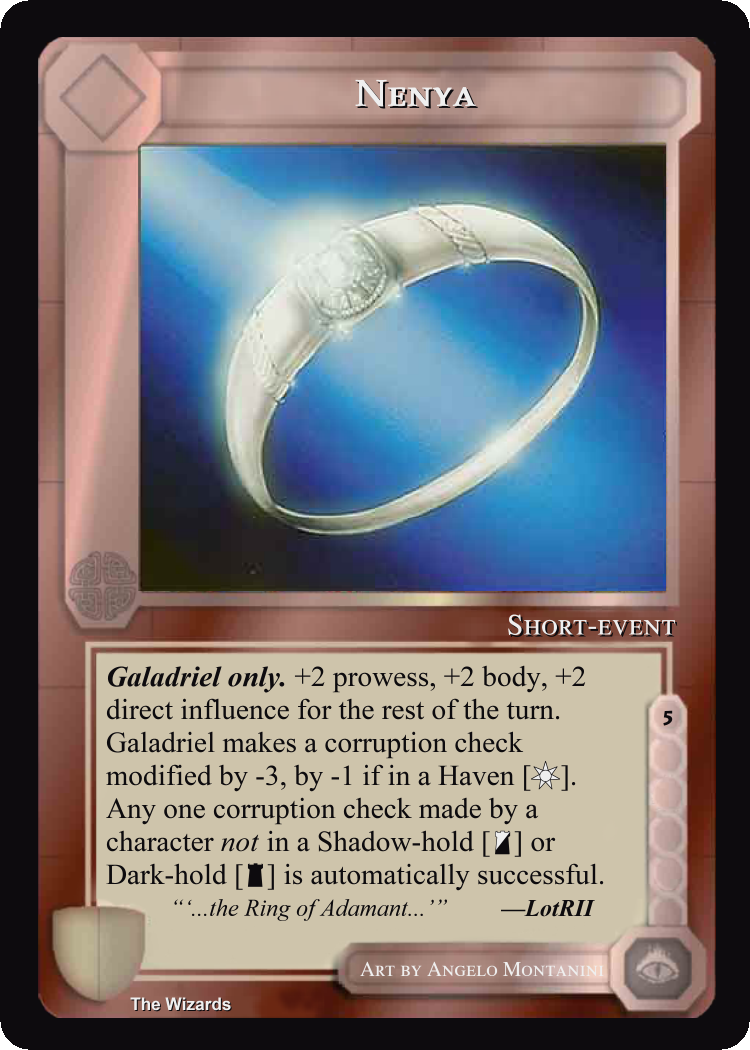 NENYA
SHORT-EVENT
Galadriel only. +2 prowess, +2 body, +2
direct influence for the rest of the turn.
Galadriel makes a corruption check
modified by -3, by -1 if in a Haven [ ].
Any one corruption check made by a
character not in a Shadow-hold [ ] or
Dark-hold [ ] is automatically successful.
“‘...the Ring of Adamant...’” —LotRII
5
ART BY ANGELO MONTANINI
The Wizards